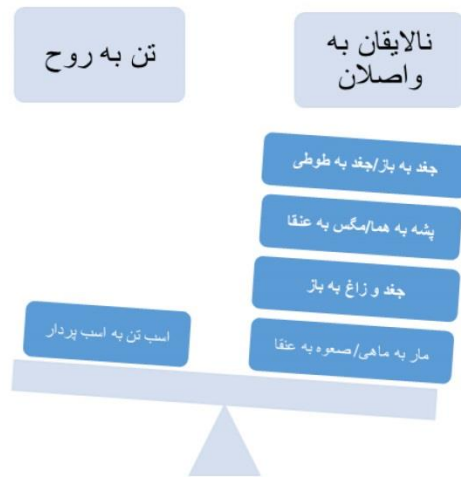 نالایقان به
واصلان
تن به روح
جغد به باز/جغد به طوطی
پشه به هما/مگس به عنقا
جغد و زاغ به باز
مار به ماهی/صعوه به عنقا
اسب تن به اسب پردار